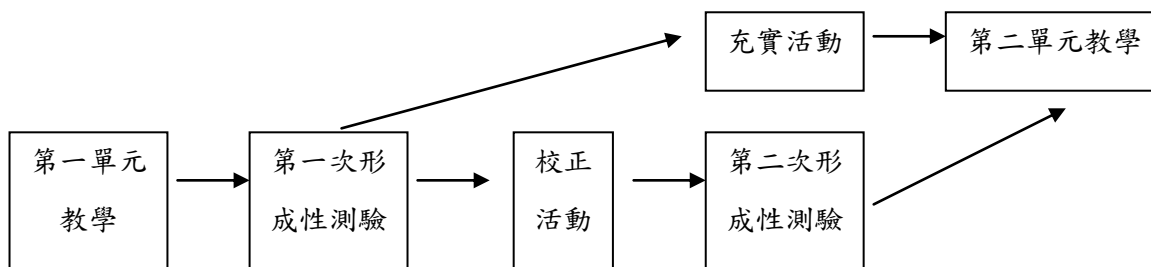 充實活動
第二單元教學
第一單元
教學
第一次形
成性測驗
校正
活動
第二次形
成性測驗